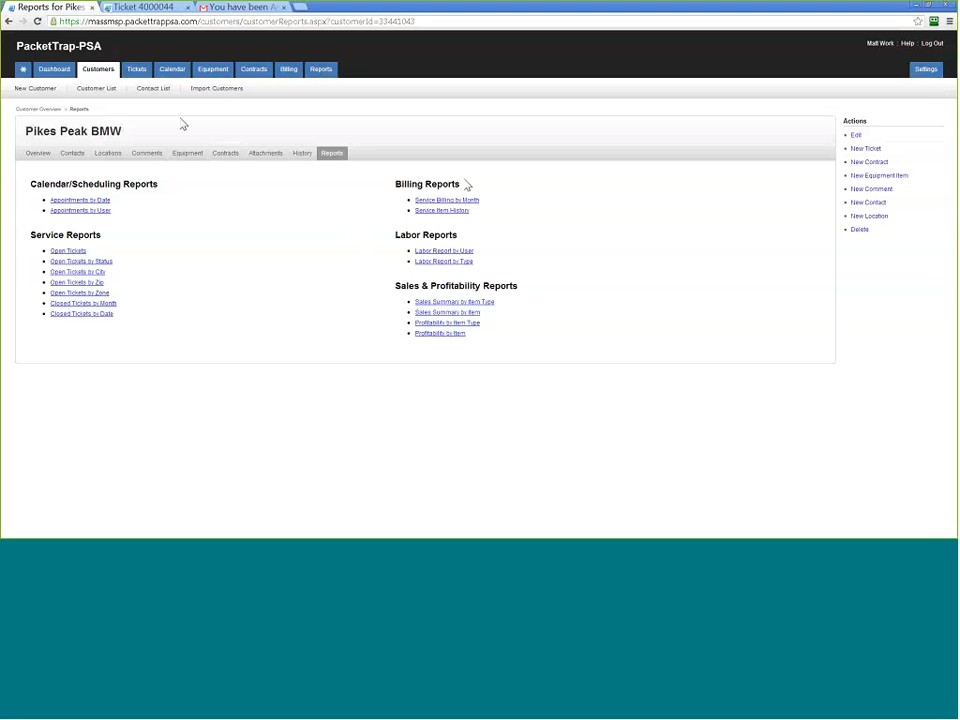 Reports for Pikes
Ticket 4000044
You have been A
https://massmsp.packettrappsa.com/customers/customerReports.aspx?customerId=33441043
PacketTrap-PSA
Matt Work | Help | Log Out
Dashboard Customers Tickets Calendar Equipment Contracts Billing Reports Settings
New Customer Customer List Contact List Import Customers
Customer Overview » Reports
Pikes Peak BMW
Overview Contacts Locations Comments Equipment Contracts Attachments History Reports
Calendar/Scheduling Reports
Appointments by Date
Appointments by User
Service Reports
Open Tickets
Open Tickets by Status
Open Tickets by City
Open Tickets by Zip
Open Tickets by Zone
Closed Tickets by Month
Closed Tickets by Date
Billing Reports
Service Billing by Month
Service Item History
Labor Reports
Labor Report by User
Labor Report by Type
Sales & Profitability Reports
Sales Summary by Item Type
Sales Summary by Item
Profitability by Item Type
Profitability by Item
Actions
Edit
New Ticket
New Contract
New Equipment Item
New Comment
New Contact
New Location
Delete